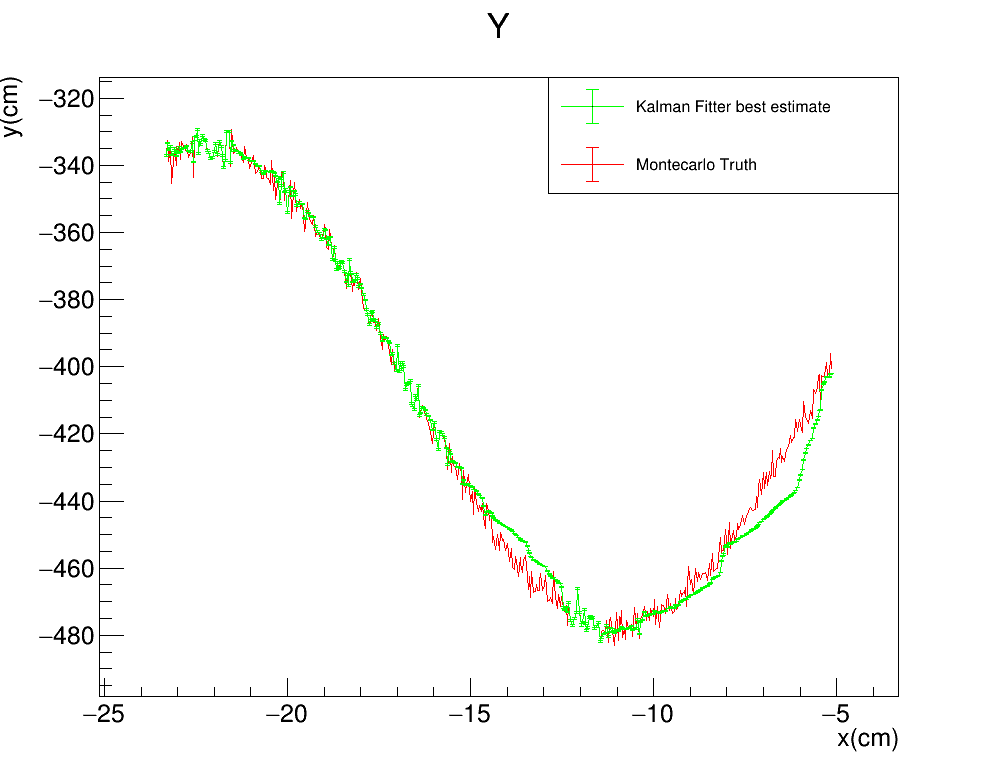 Y
y(cm)
Kalman Fitter best estimate
Montecarlo Truth
−320
−340
−360
−380
−400
−420
−440
−460
−480
−25 −20 −15 −10 −5
x(cm)